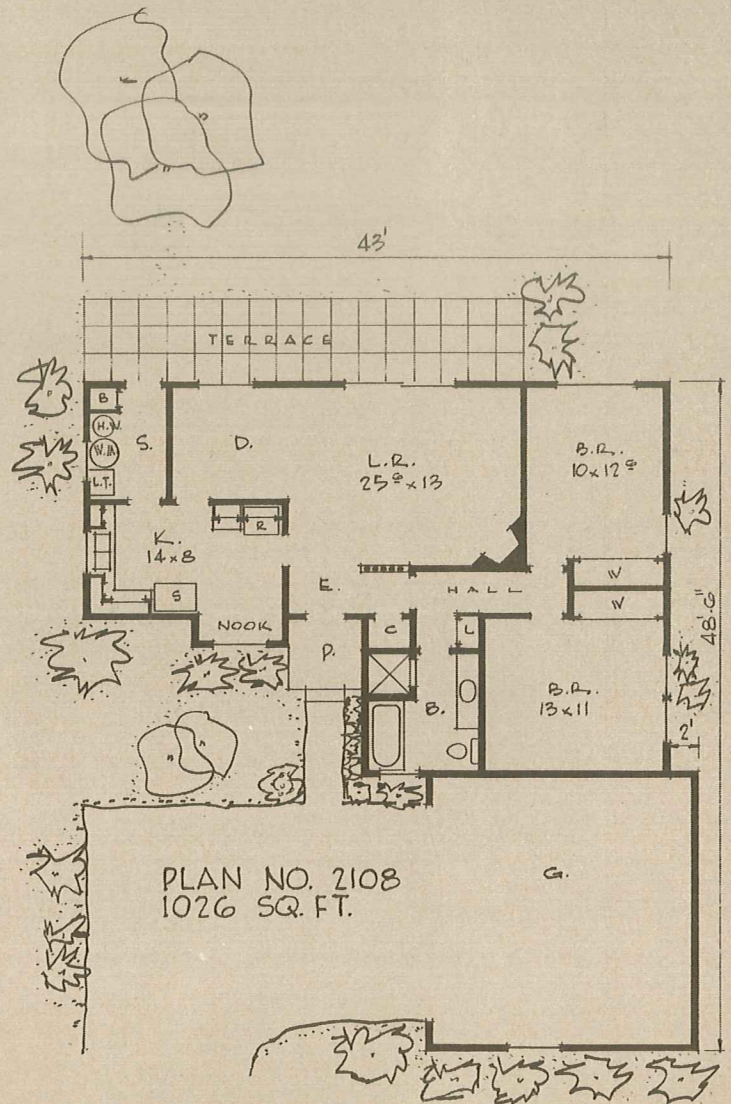 43'
TERRACE
B
H.W.
W.M.
L.T.
S.
D.
L.R.
25⁶ x 13
B.R.
10 x 12⁶
K.
14 x 8
R
S
NOOK
E.
HALL
W
W
C
L
P.
B.
B.R.
13 x 11
48'-6"
2'
PLAN NO. 2108
1026 SQ. FT.
G.